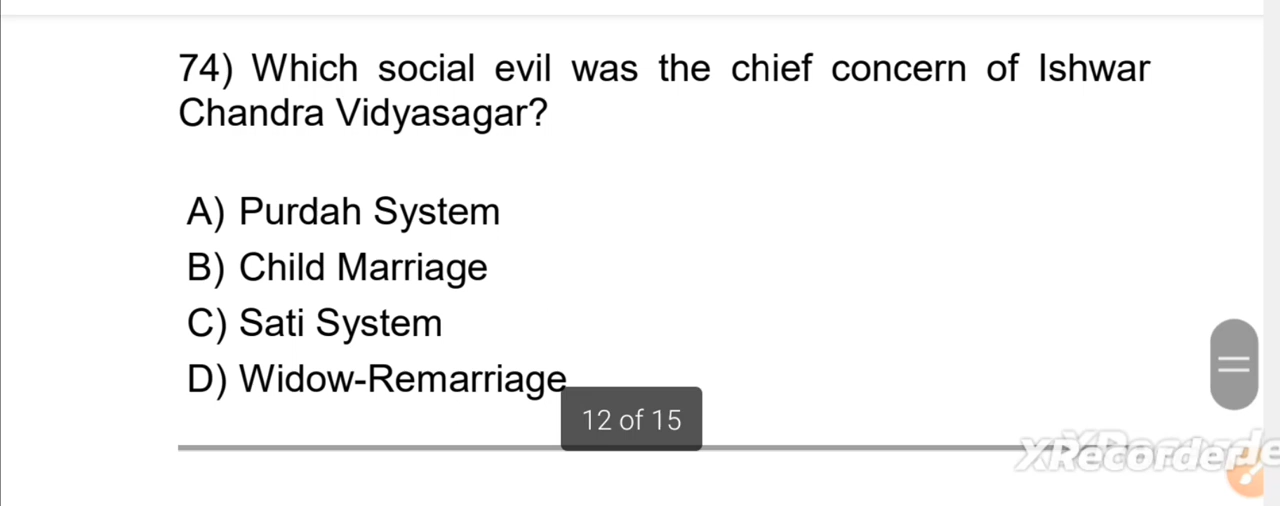 74) Which social evil was the chief concern of Ishwar
Chandra Vidyasagar?
A) Purdah System
B) Child Marriage
C) Sati System
D) Widow-Remarriage
12 of 15
XRecorder